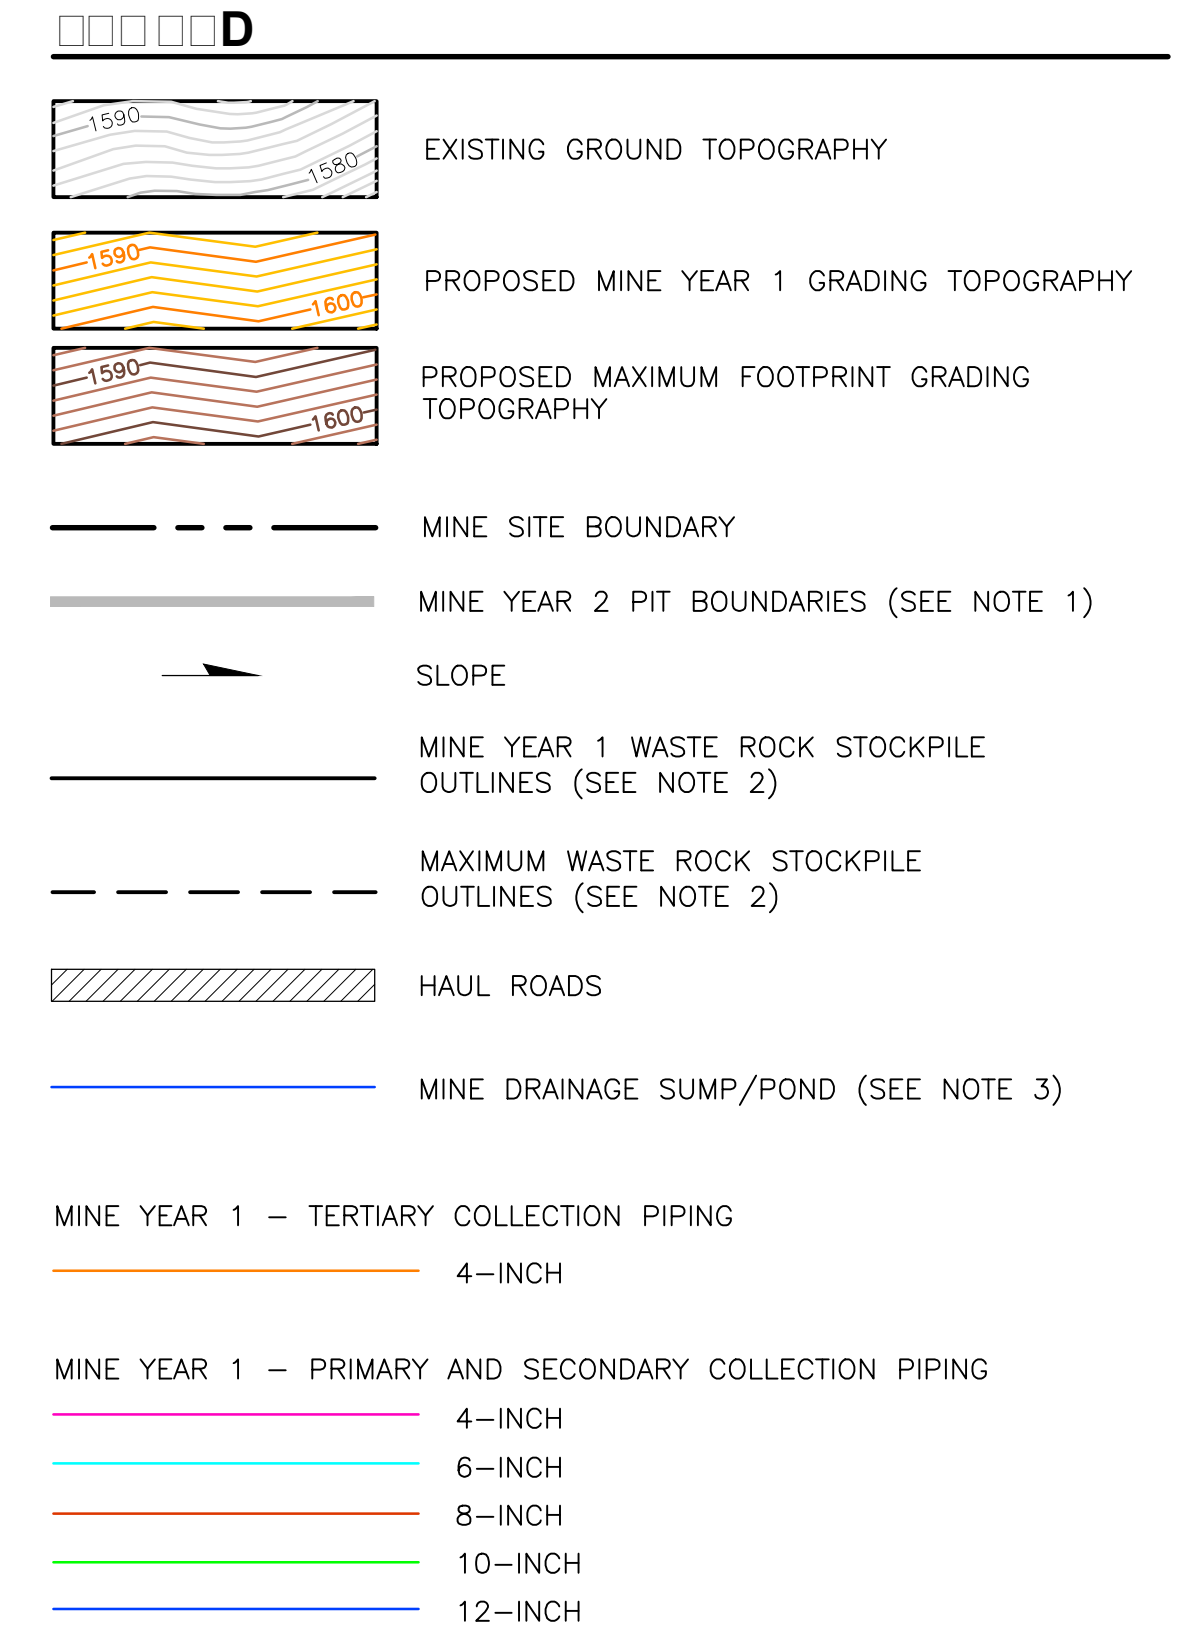 D
1590
EXISTING GROUND TOPOGRAPHY
1580
1590
PROPOSED MINE YEAR 1 GRADING TOPOGRAPHY
1600
1590
PROPOSED MAXIMUM FOOTPRINT GRADING
TOPOGRAPHY
1600
MINE SITE BOUNDARY
MINE YEAR 2 PIT BOUNDARIES (SEE NOTE 1)
SLOPE
MINE YEAR 1 WASTE ROCK STOCKPILE
OUTLINES (SEE NOTE 2)
MAXIMUM WASTE ROCK STOCKPILE
OUTLINES (SEE NOTE 2)
HAUL ROADS
MINE DRAINAGE SUMP/POND (SEE NOTE 3)
MINE YEAR 1 – TERTIARY COLLECTION PIPING
4–INCH
MINE YEAR 1 – PRIMARY AND SECONDARY COLLECTION PIPING
4–INCH
6–INCH
8–INCH
10–INCH
12–INCH